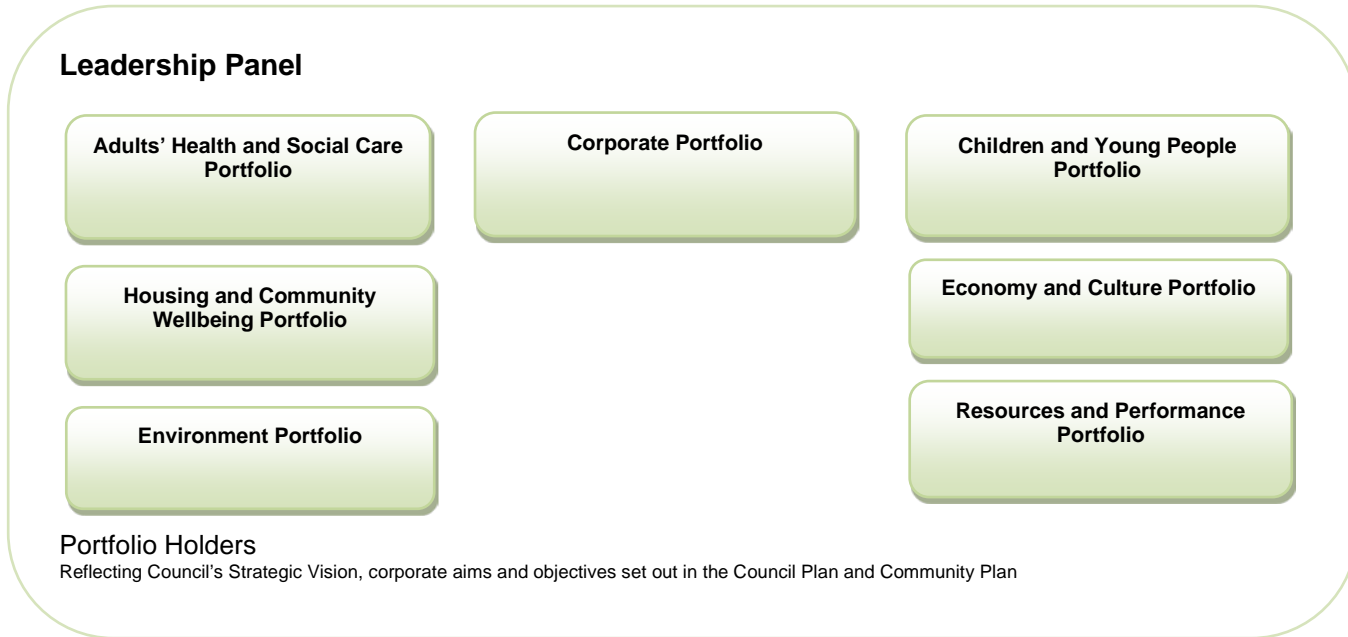 Leadership Panel
Adults’ Health and Social Care
Portfolio
Corporate Portfolio
Children and Young People
Portfolio
Housing and Community
Wellbeing Portfolio
Economy and Culture Portfolio
Environment Portfolio
Resources and Performance
Portfolio
Portfolio Holders
Reflecting Council’s Strategic Vision, corporate aims and objectives set out in the Council Plan and Community Plan